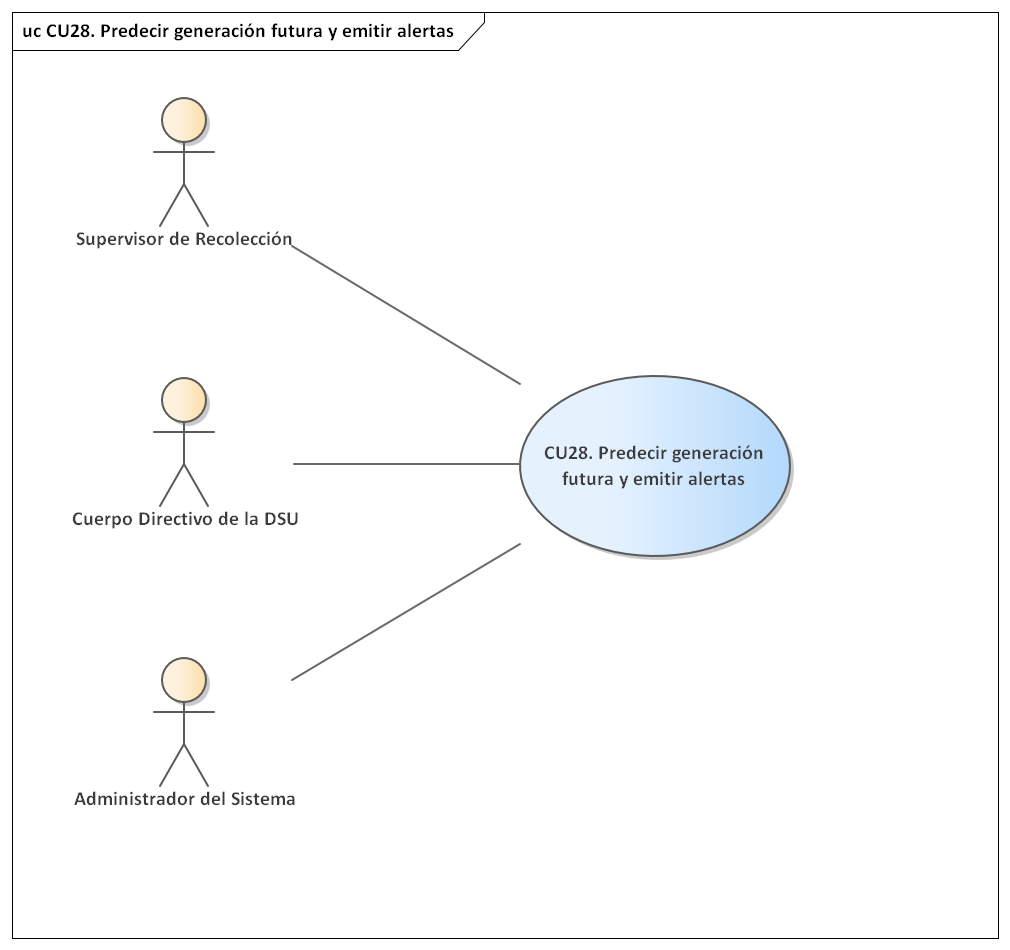 uc CU28. Predecir generación futura y emitir alertas
Supervisor de Recolección
Cuerpo Directivo de la DSU
CU28. Predecir generación
futura y emitir alertas
Administrador del Sistema